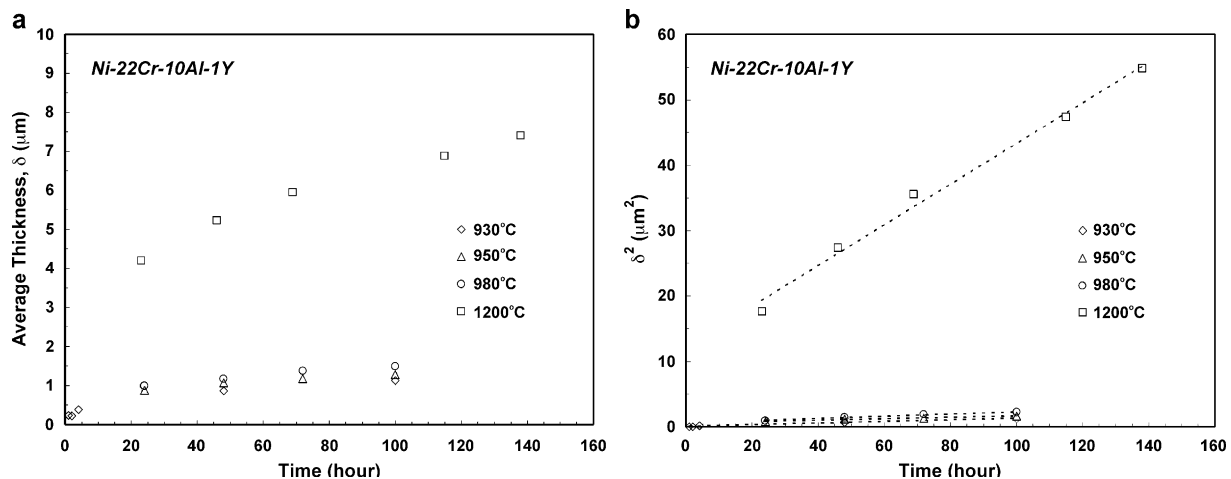 a
Ni-22Cr-10Al-1Y
Average Thickness, δ (μm)
10
9
8
7
6
5
4
3
2
1
0
930°C
950°C
980°C
1200°C
0 20 40 60 80 100 120 140 160
Time (hour)
b
Ni-22Cr-10Al-1Y
δ² (μm²)
60
50
40
30
20
10
0
930°C
950°C
980°C
1200°C
0 20 40 60 80 100 120 140 160
Time (hour)